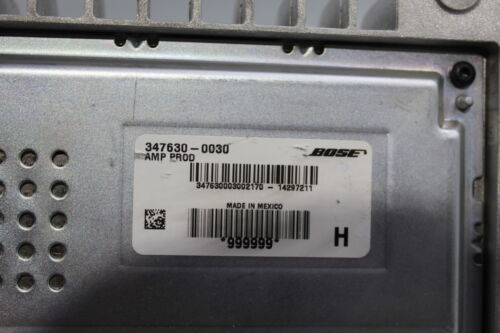 347630-0030
AMP PROD
BOSE
347630003002170 - 14297211
MADE IN MEXICO
*999999*
H